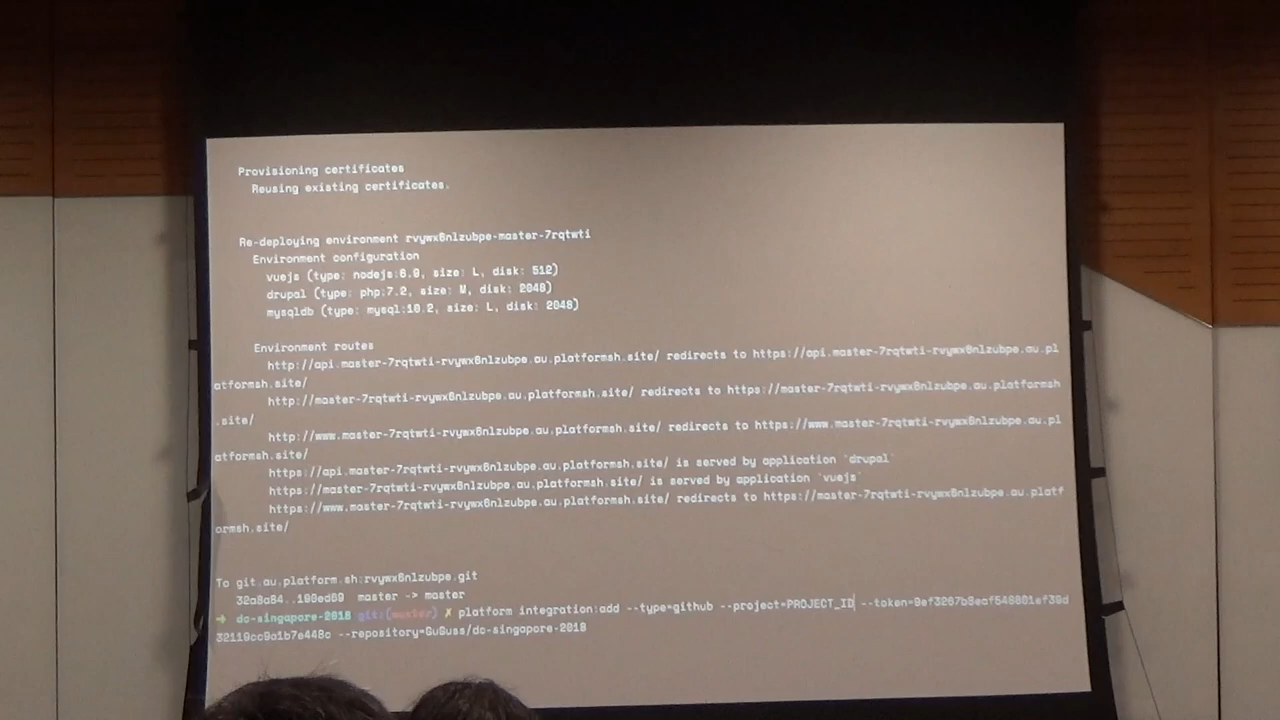 Provisioning certificates
Reusing existing certificates.
Re-deploying environment rvywx6nlzubpe-master-7rqtwti
Environment configuration
vuejs (type: nodejs:6.9, size: L, disk: 512)
drupal (type: php:7.2, size: M, disk: 2048)
mysqldb (type: mysql:10.2, size: L, disk: 2048)
Environment routes
http://api.master-7rqtwti-rvywx6nlzubpe.au.platformsh.site/ redirects to https://api.master-7rqtwti-rvywx6nlzubpe.au.pl
atformsh.site/
http://master-7rqtwti-rvywx6nlzubpe.au.platformsh.site/ redirects to https://master-7rqtwti-rvywx6nlzubpe.au.platformsh
.site/
http://www.master-7rqtwti-rvywx6nlzubpe.au.platformsh.site/ redirects to https://www.master-7rqtwti-rvywx6nlzubpe.au.pl
atformsh.site/
https://api.master-7rqtwti-rvywx6nlzubpe.au.platformsh.site/ is served by application `drupal`
https://master-7rqtwti-rvywx6nlzubpe.au.platformsh.site/ is served by application `vuejs`
https://www.master-7rqtwti-rvywx6nlzubpe.au.platformsh.site/ redirects to https://master-7rqtwti-rvywx6nlzubpe.au.platf
ormsh.site/
To git.au.platform.sh:rvywx6nlzubpe.git
32a8a84..190ed69 master -> master
➜ dc-singapore-2018 git:(master) ✗ platform integration:add --type=github --project=PROJECT_ID --token=
--repository=GuGuss/dc-singapore-2018